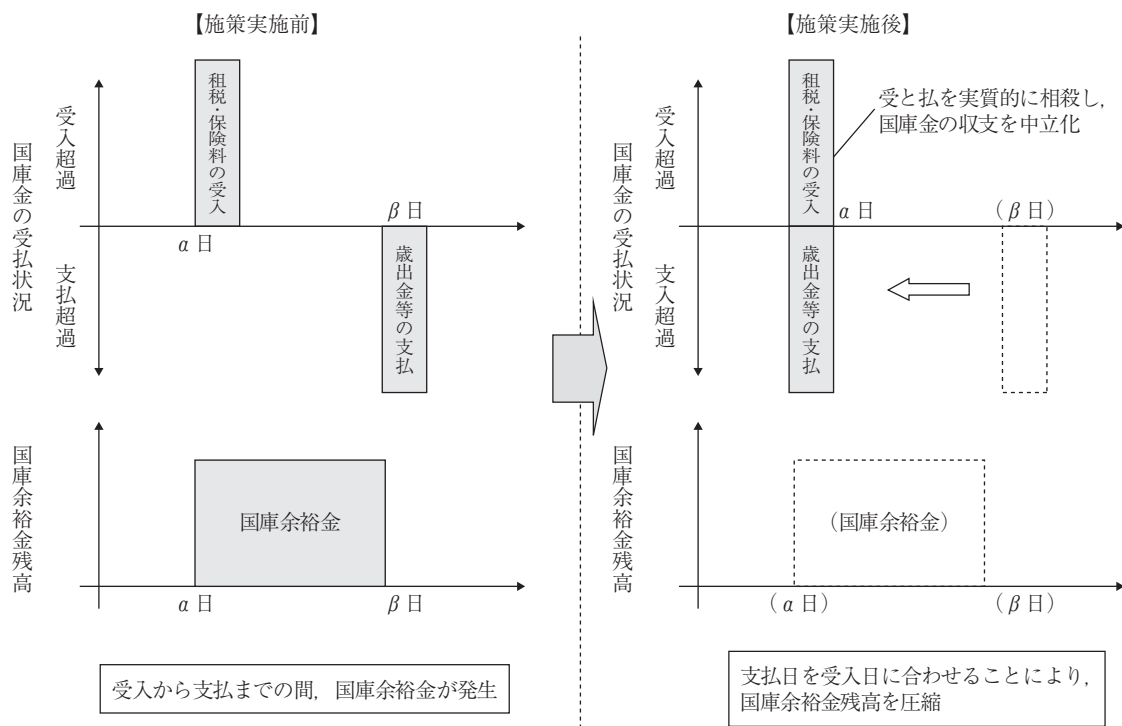 【施策実施前】
国庫金の受払状況
受入超過
支払超過
租税・保険料の受入
α日
β日
歳出金等の支払
国庫余裕金残高
国庫余裕金
α日
β日
受入から支払までの間，国庫余裕金が発生
【施策実施後】
国庫金の受払状況
受入超過
支入超過
租税・保険料の受入
受と払を実質的に相殺し，
国庫金の収支を中立化
α日
（β日）
歳出金等の支払
国庫余裕金残高
（国庫余裕金）
（α日）
（β日）
支払日を受入日に合わせることにより，
国庫余裕金残高を圧縮